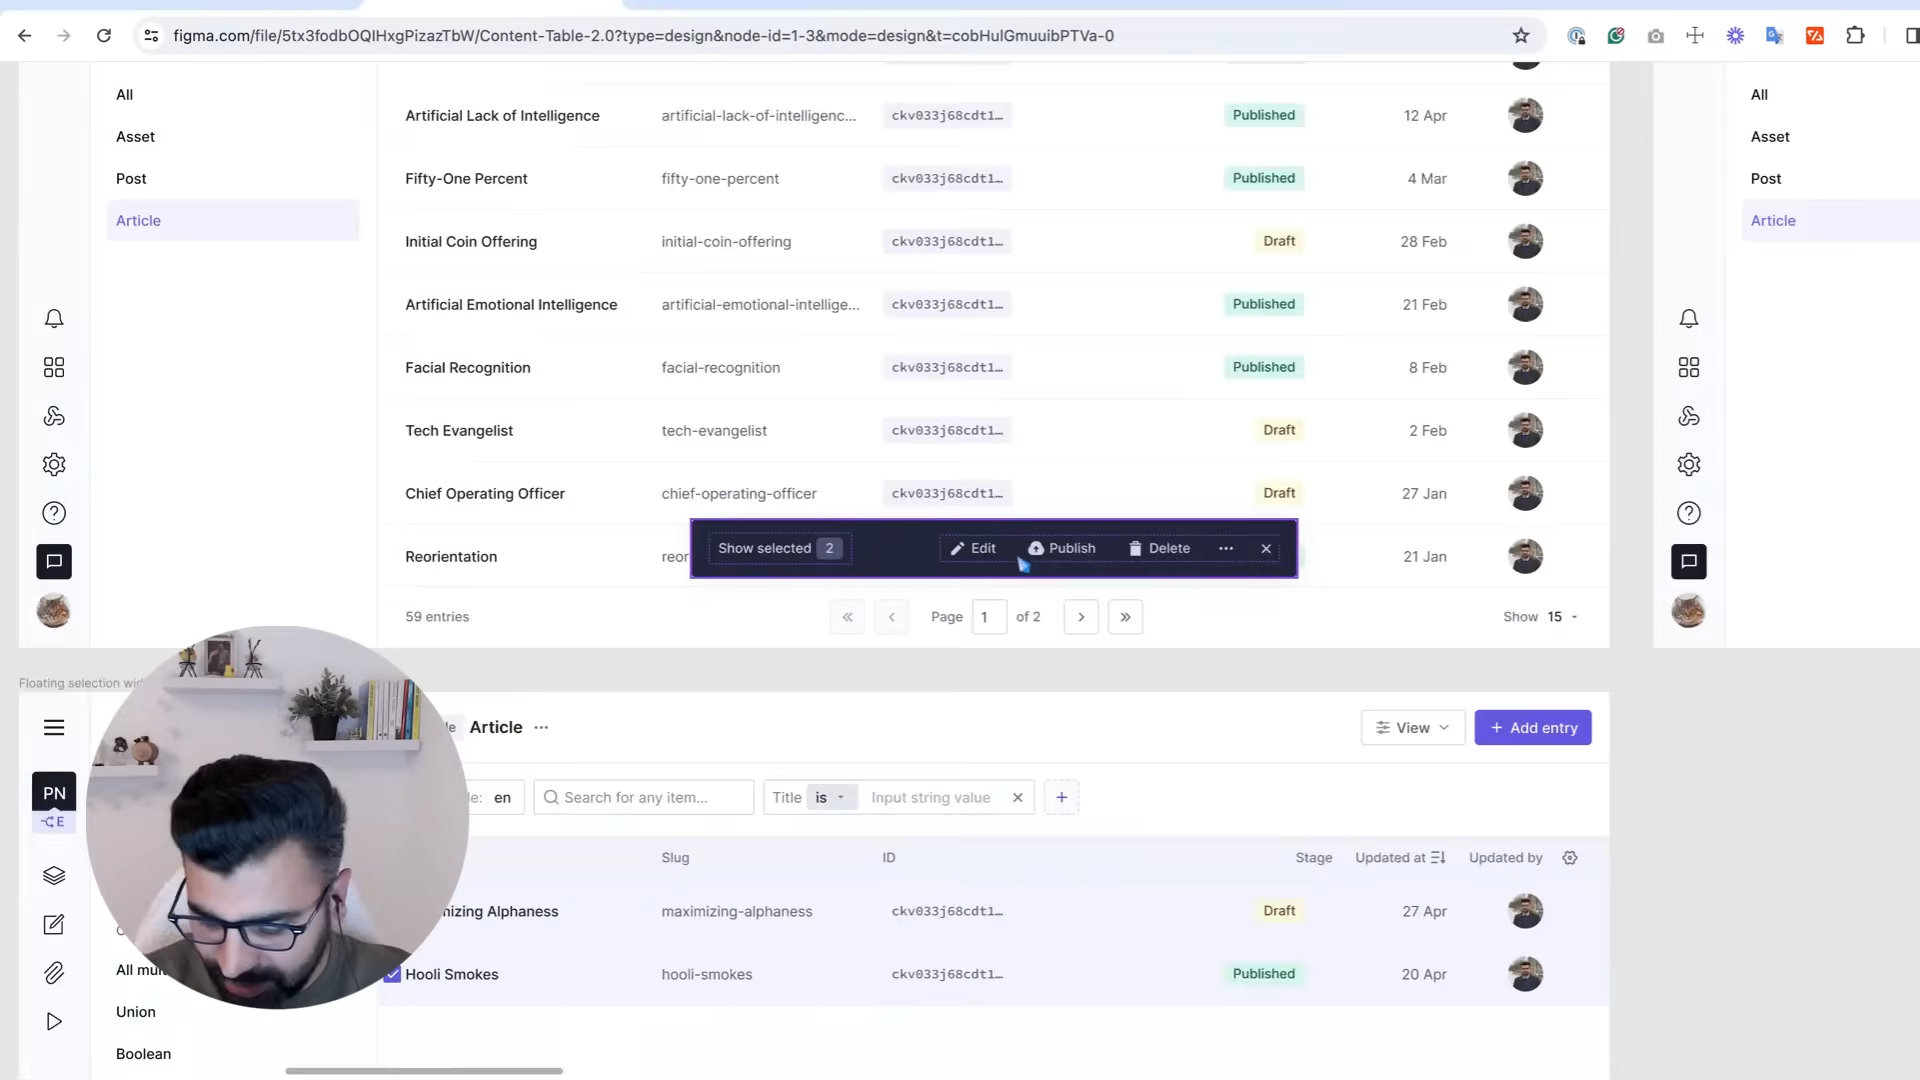 figma.com/file/5tx3fodbOQIHxgPizazTbW/Content-Table-2.0?type=design&node-id=1-3&mode=design&t=cobHulGmuuibPTVa-0
All
Asset
Post
Article
Artificial Lack of Intelligence artificial-lack-of-intelligenc... ckv033j68cdt1… Published 12 Apr
Fifty-One Percent fifty-one-percent ckv033j68cdt1… Published 4 Mar
Initial Coin Offering initial-coin-offering ckv033j68cdt1… Draft 28 Feb
Artificial Emotional Intelligence artificial-emotional-intellige... ckv033j68cdt1… Published 21 Feb
Facial Recognition facial-recognition ckv033j68cdt1… Published 8 Feb
Tech Evangelist tech-evangelist ckv033j68cdt1… Draft 2 Feb
Chief Operating Officer chief-operating-officer ckv033j68cdt1… Draft 27 Jan
Reorientation reor 21 Jan
Show selected 2 Edit Publish Delete ···
59 entries « ‹ Page 1 of 2 › » Show 15
All
Asset
Post
Article
Floating selection
Article ··· View + Add entry
PN
E
en Search for any item... Title is Input string value +
Slug ID Stage Updated at Updated by
nizing Alphaness maximizing-alphaness ckv033j68cdt1… Draft 27 Apr
Hooli Smokes hooli-smokes ckv033j68cdt1… Published 20 Apr
All mu
Union
Boolean